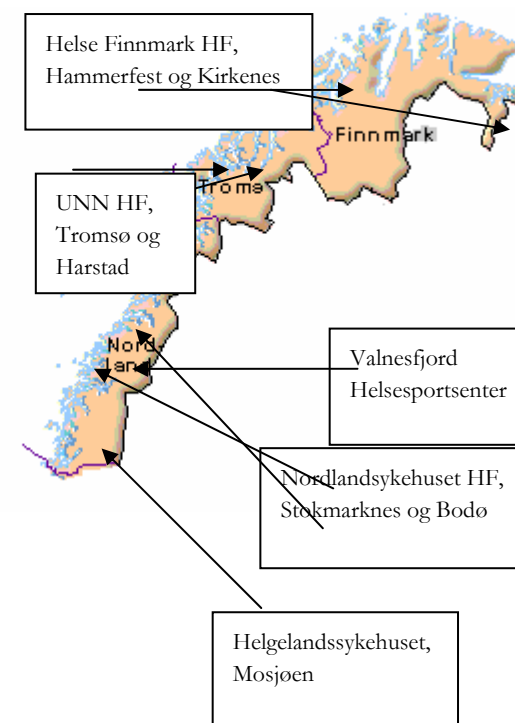 Helse Finnmark HF,
Hammerfest og Kirkenes
Finnmark
Troms
UNN HF,
Tromsø og
Harstad
Nord-
land
Valnesfjord
Helsesportsenter
Nordlandsykehuset HF,
Stokmarknes og Bodø
Helgelandssykehuset,
Mosjøen